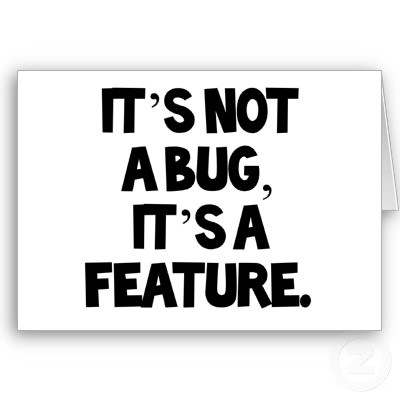 IT'S NOT
A BUG,
IT'S A
FEATURE.